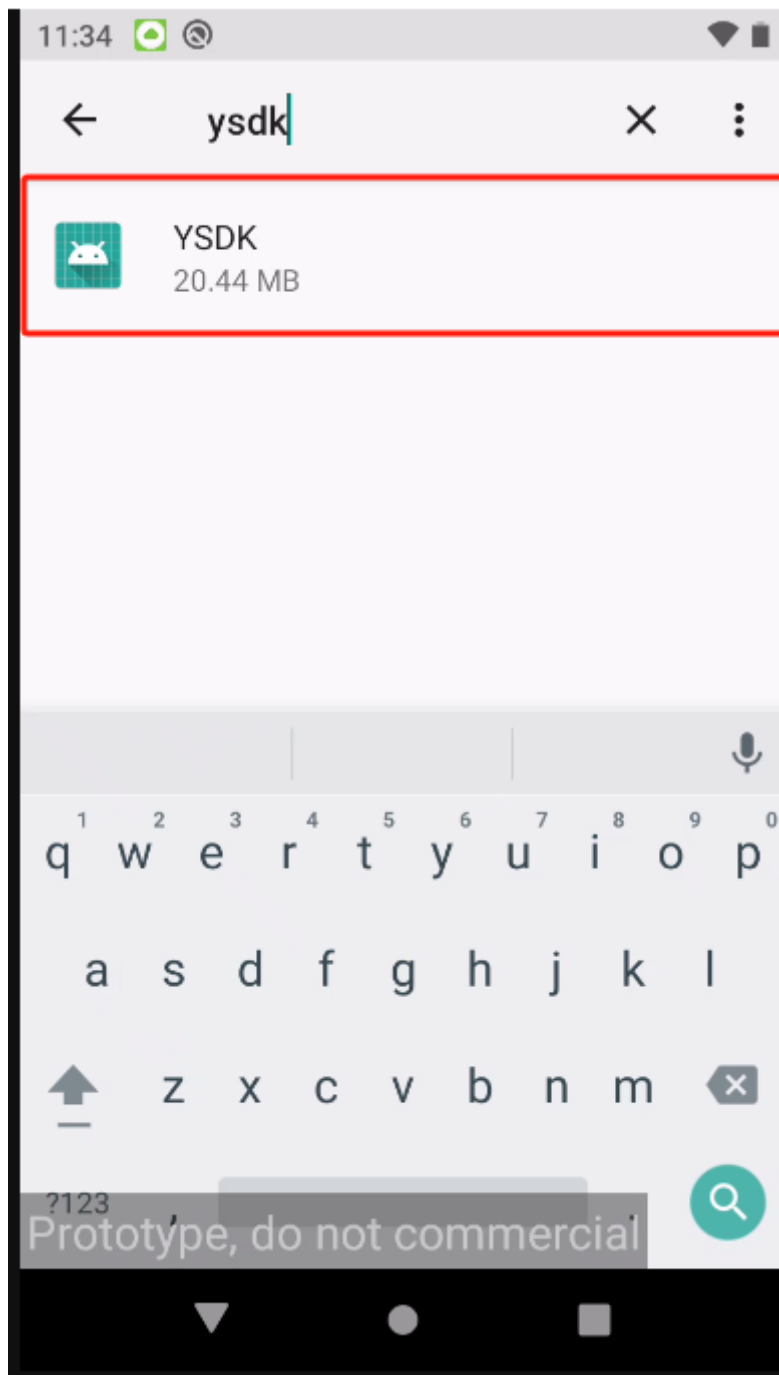 11:34
ysdk
YSDK
20.44 MB
1 2 3 4 5 6 7 8 9 0
q w e r t y u i o p
a s d f g h j k l
z x c v b n m
?123 , .
Prototype, do not commercial